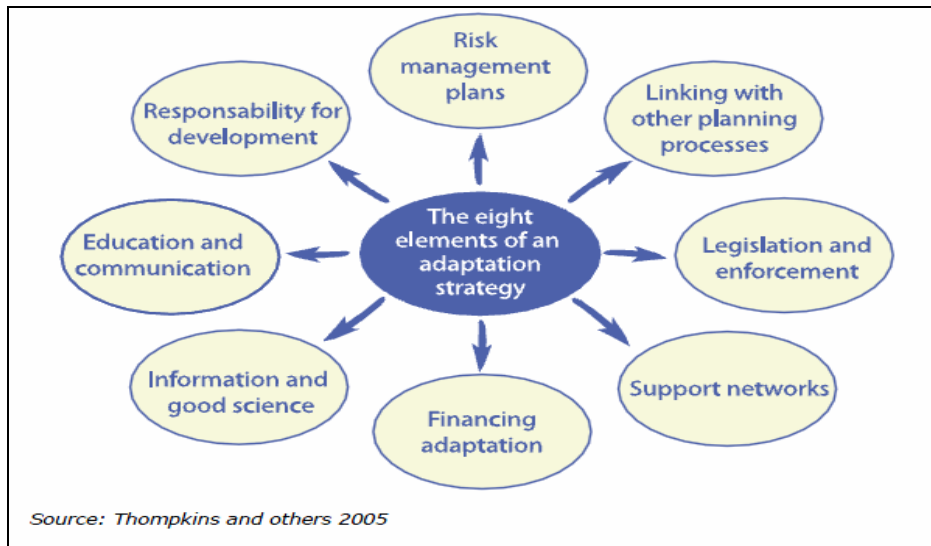 Risk
management
plans
Responsability for
development
Linking with
other planning
processes
The eight
elements of an
adaptation
strategy
Education and
communication
Legislation and
enforcement
Information and
good science
Financing
adaptation
Support networks
Source: Thompkins and others 2005